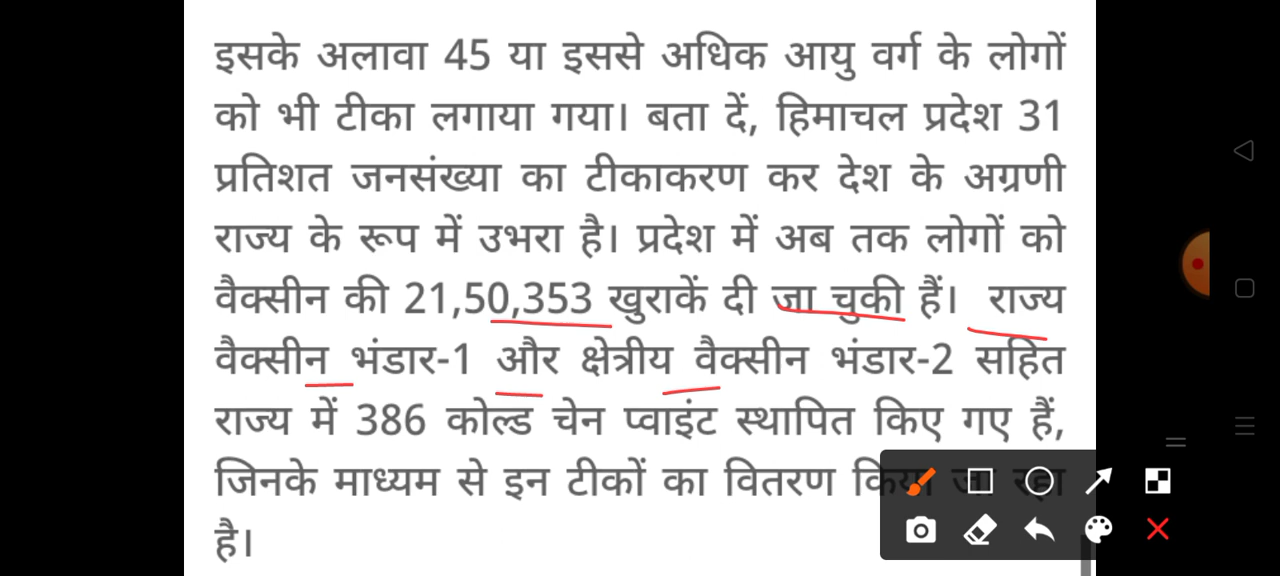 इसके अलावा 45 या इससे अधिक आयु वर्ग के लोगों
को भी टीका लगाया गया। बता दें, हिमाचल प्रदेश 31
प्रतिशत जनसंख्या का टीकाकरण कर देश के अग्रणी
राज्य के रूप में उभरा है। प्रदेश में अब तक लोगों को
वैक्सीन की 21,50,353 खुराकें दी जा चुकी हैं। राज्य
वैक्सीन भंडार-1 और क्षेत्रीय वैक्सीन भंडार-2 सहित
राज्य में 386 कोल्ड चेन प्वाइंट स्थापित किए गए हैं,
जिनके माध्यम से इन टीकों का वितरण किया जा रहा
है।